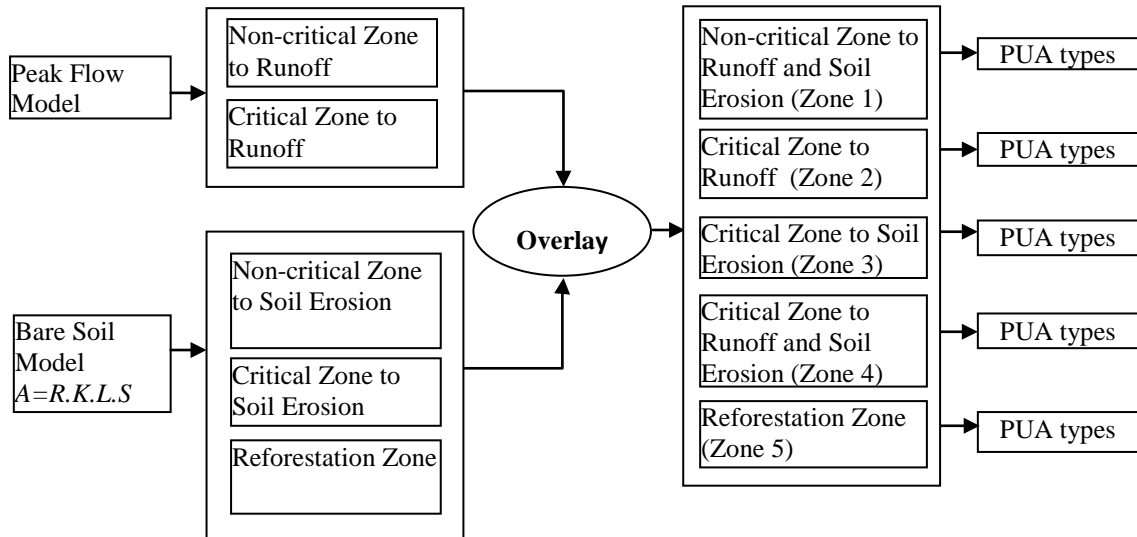 Peak Flow
Model
Non-critical Zone
to Runoff
Critical Zone to
Runoff
Bare Soil
Model
A=R.K.L.S
Non-critical Zone
to Soil Erosion
Critical Zone to
Soil Erosion
Reforestation Zone
Overlay
Non-critical Zone to
Runoff and Soil
Erosion (Zone 1)
Critical Zone to
Runoff (Zone 2)
Critical Zone to Soil
Erosion (Zone 3)
Critical Zone to
Runoff and Soil
Erosion (Zone 4)
Reforestation Zone
(Zone 5)
PUA types
PUA types
PUA types
PUA types
PUA types